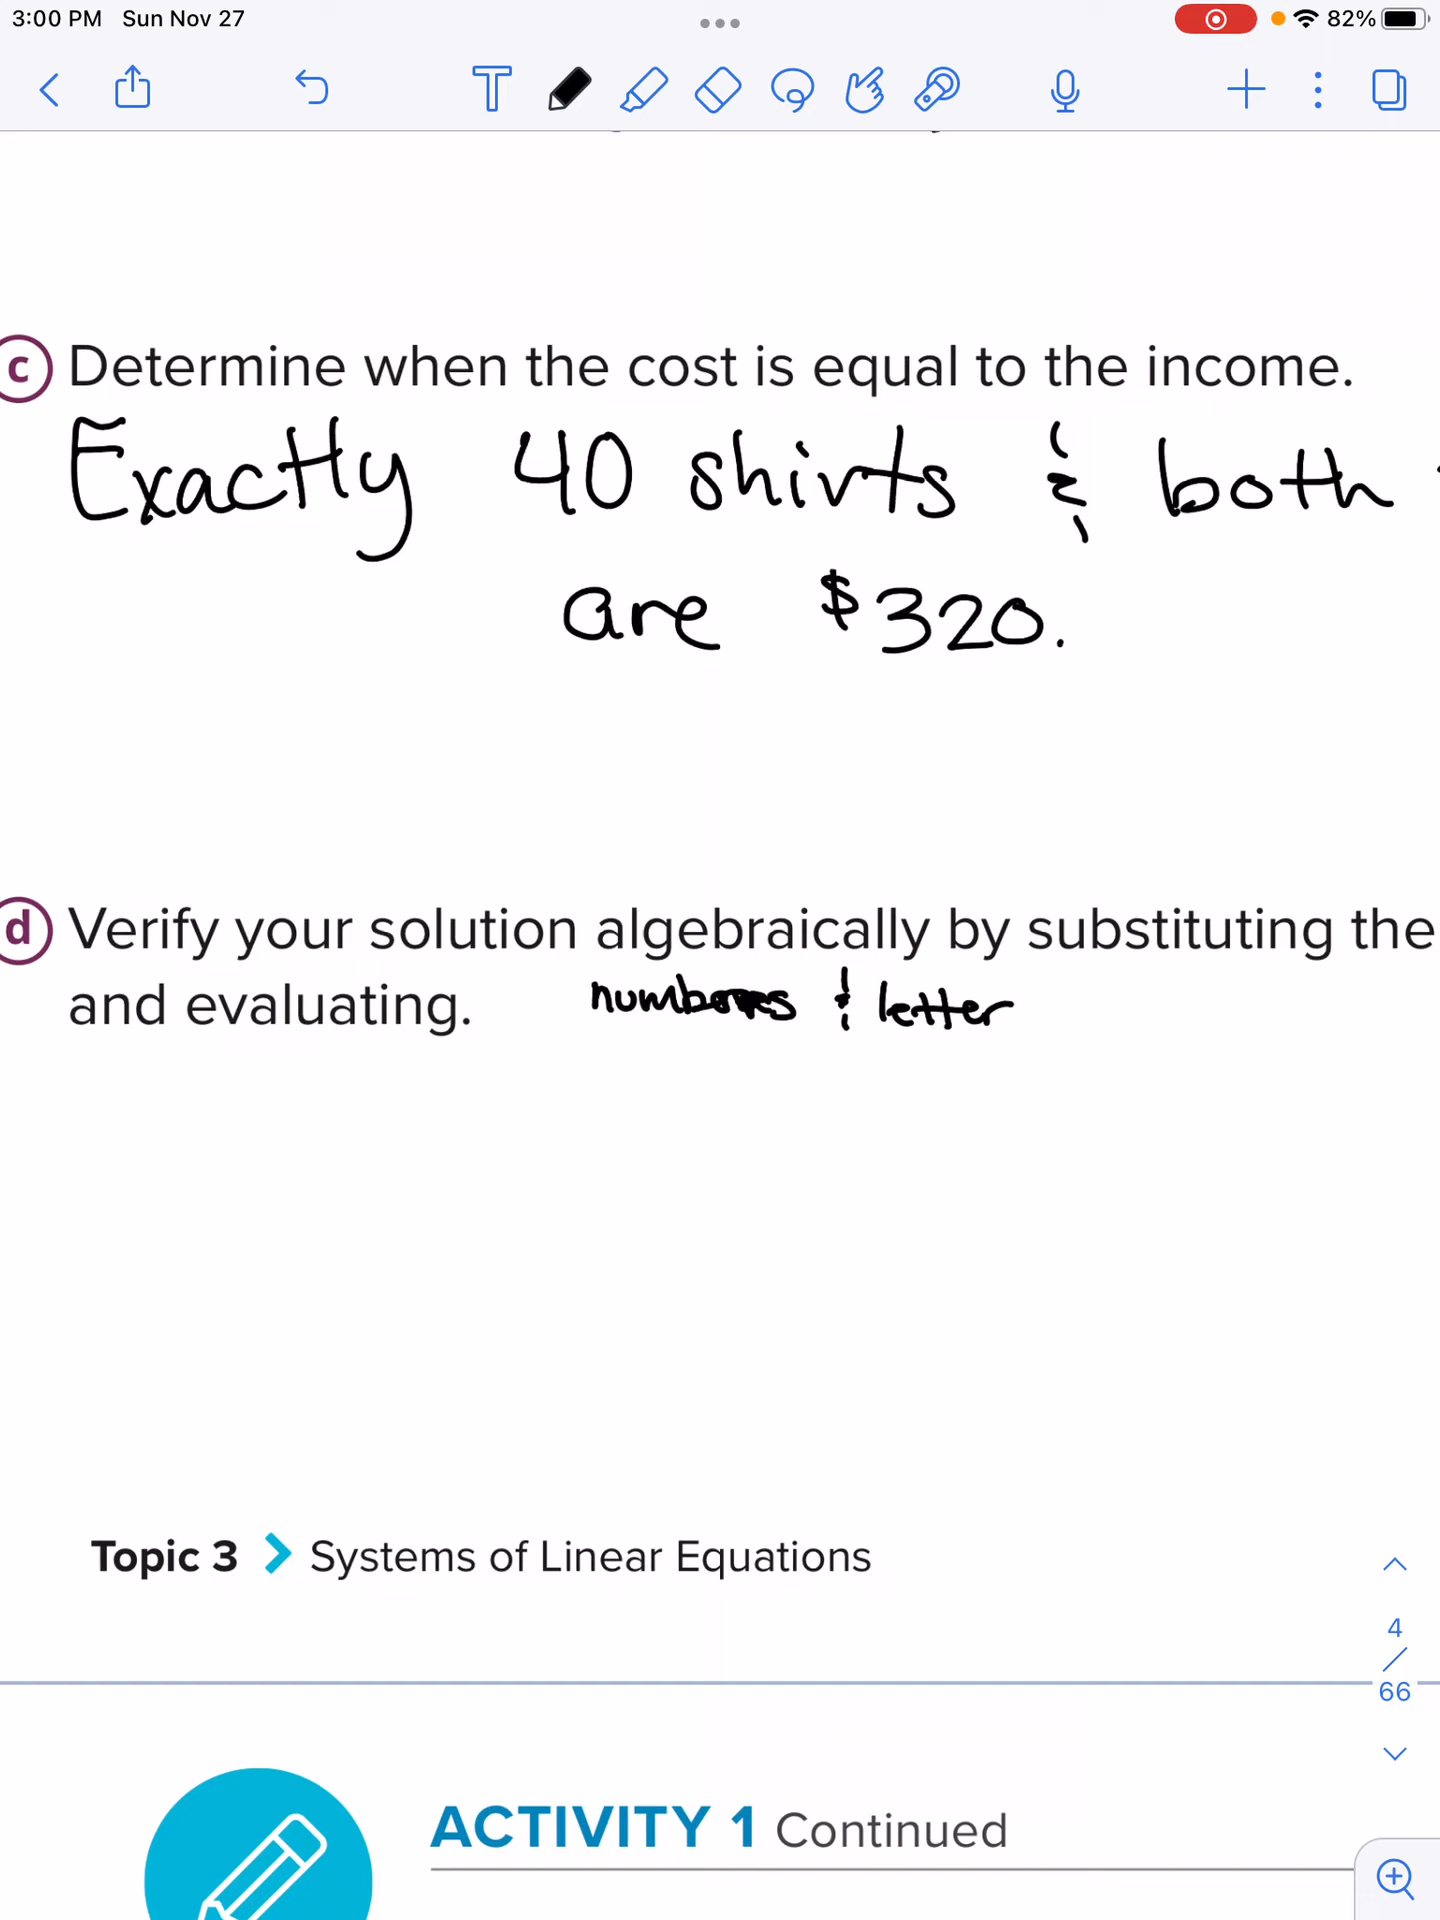 3:00 PM Sun Nov 27
82%
c Determine when the cost is equal to the income.
Exactly 40 shirts & both
are $320.
d Verify your solution algebraically by substituting the
and evaluating. numbers & letter
Topic 3 > Systems of Linear Equations
4
/
66
ACTIVITY 1 Continued